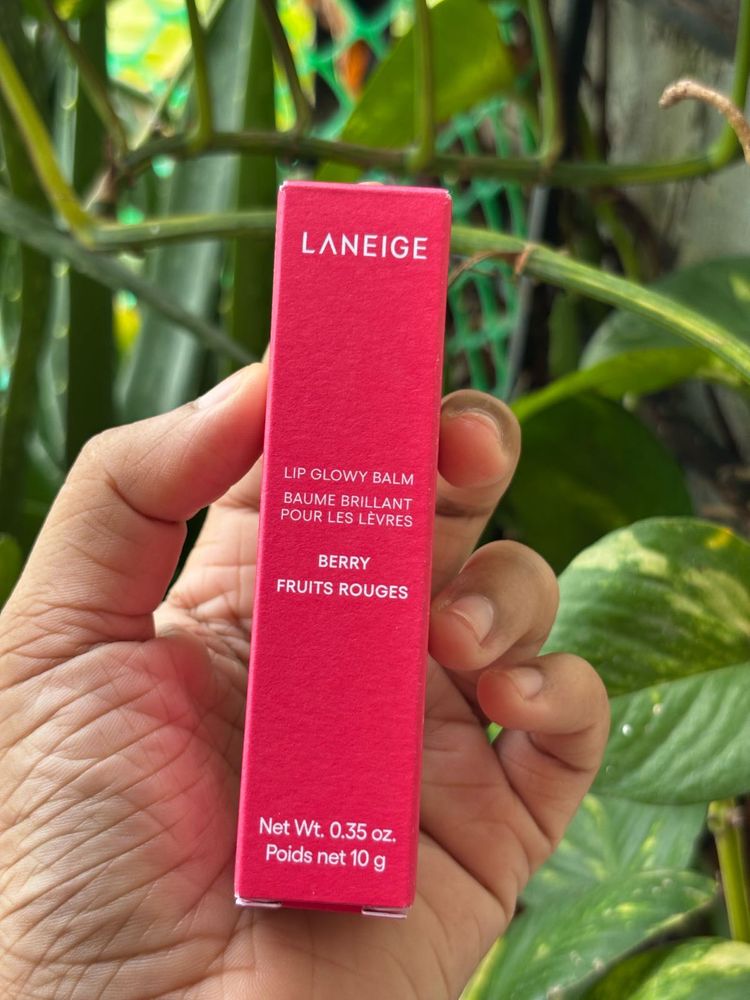 LANEIGE
LIP GLOWY BALM
BAUME BRILLANT
POUR LES LÈVRES
BERRY
FRUITS ROUGES
Net Wt. 0.35 oz.
Poids net 10 g